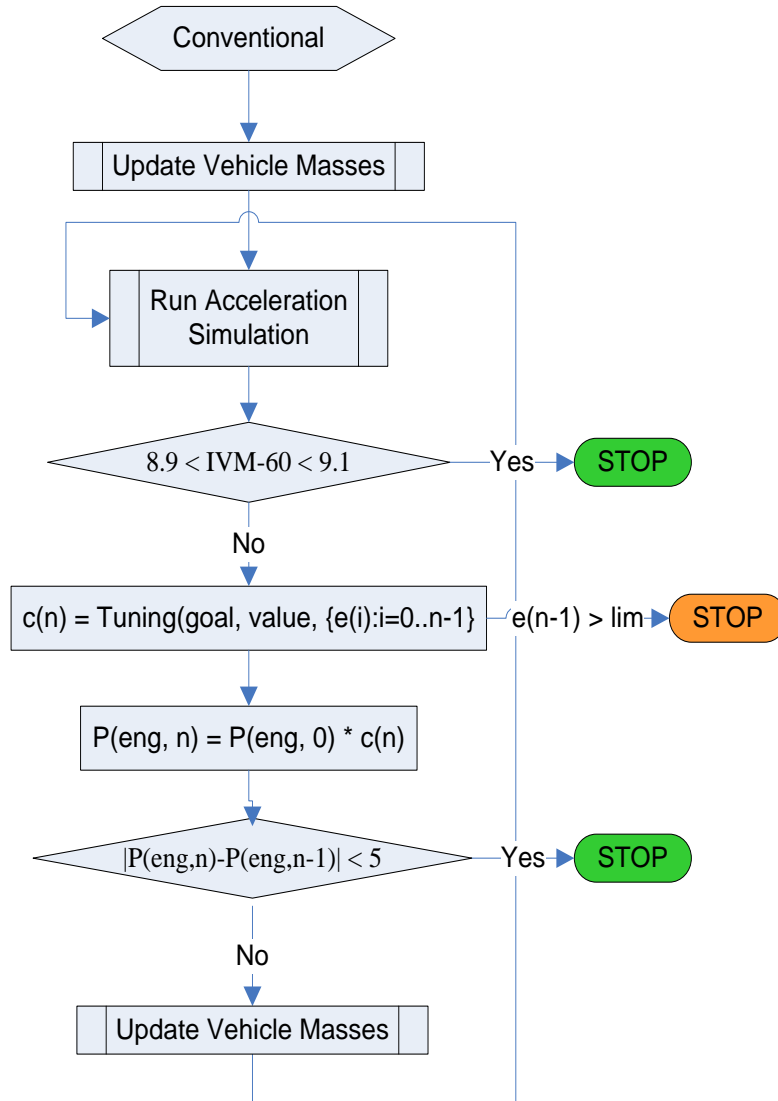 Conventional
Update Vehicle Masses
Run Acceleration
Simulation
8.9 < IVM-60 < 9.1
Yes
STOP
No
c(n) = Tuning(goal, value, {e(i):i=0..n-1}
e(n-1) > lim
STOP
P(eng, n) = P(eng, 0) * c(n)
|P(eng,n)-P(eng,n-1)| < 5
Yes
STOP
No
Update Vehicle Masses